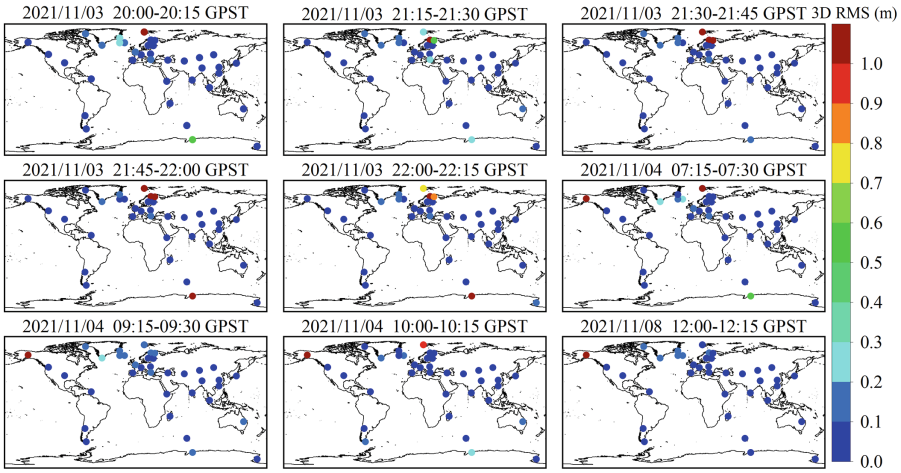 2021/11/03 20:00-20:15 GPST
2021/11/03 21:15-21:30 GPST
2021/11/03 21:30-21:45 GPST
3D RMS (m)
2021/11/03 21:45-22:00 GPST
2021/11/03 22:00-22:15 GPST
2021/11/04 07:15-07:30 GPST
2021/11/04 09:15-09:30 GPST
2021/11/04 10:00-10:15 GPST
2021/11/08 12:00-12:15 GPST
1.0
0.9
0.8
0.7
0.6
0.5
0.4
0.3
0.2
0.1
0.0